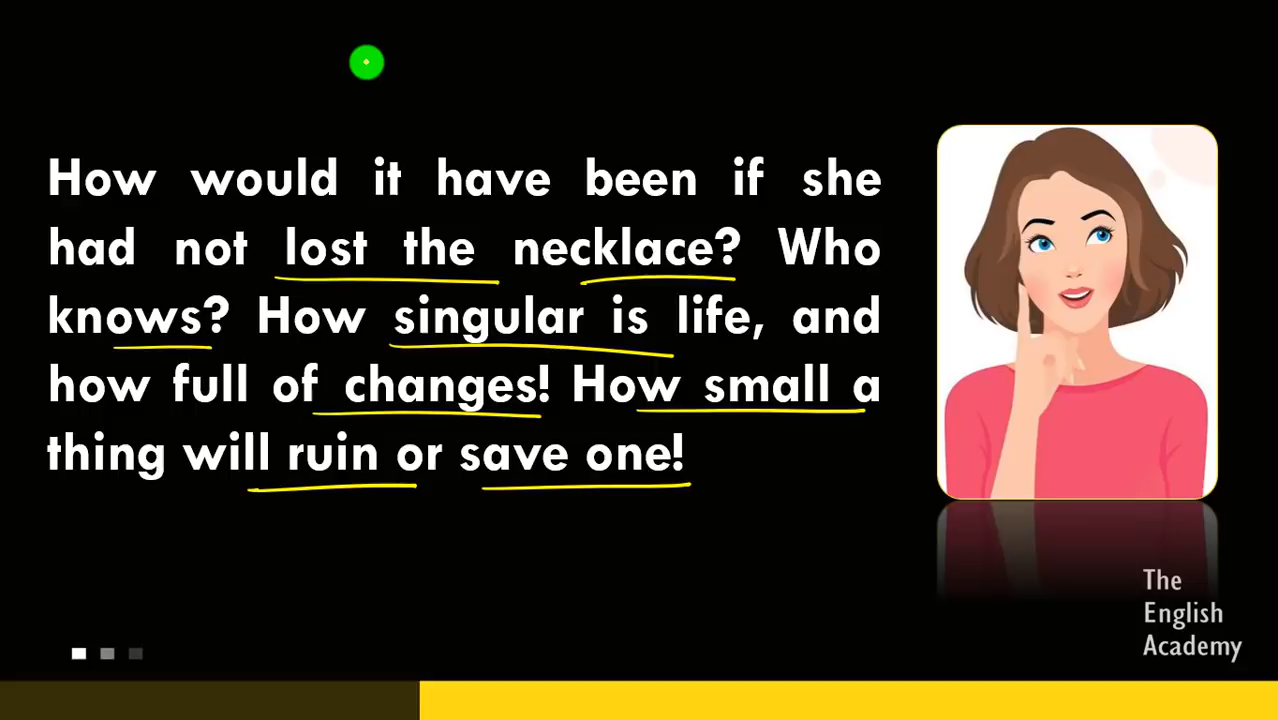 How would it have been if she
had not lost the necklace? Who
knows? How singular is life, and
how full of changes! How small a
thing will ruin or save one!
The
English
Academy